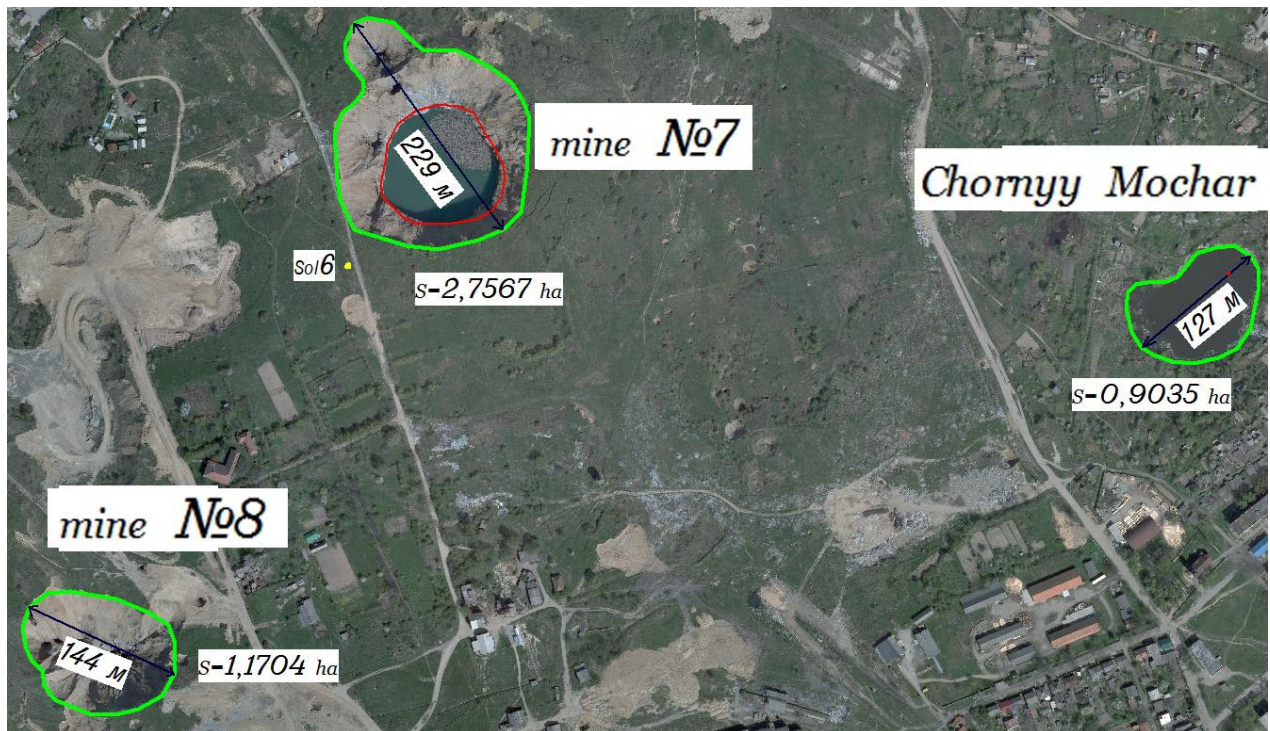 229 м
mine №7
Chornyy Mochar
Sol6
S-2,7567 ha
127 м
S-0,9035 ha
mine №8
144 м
S-1,1704 ha